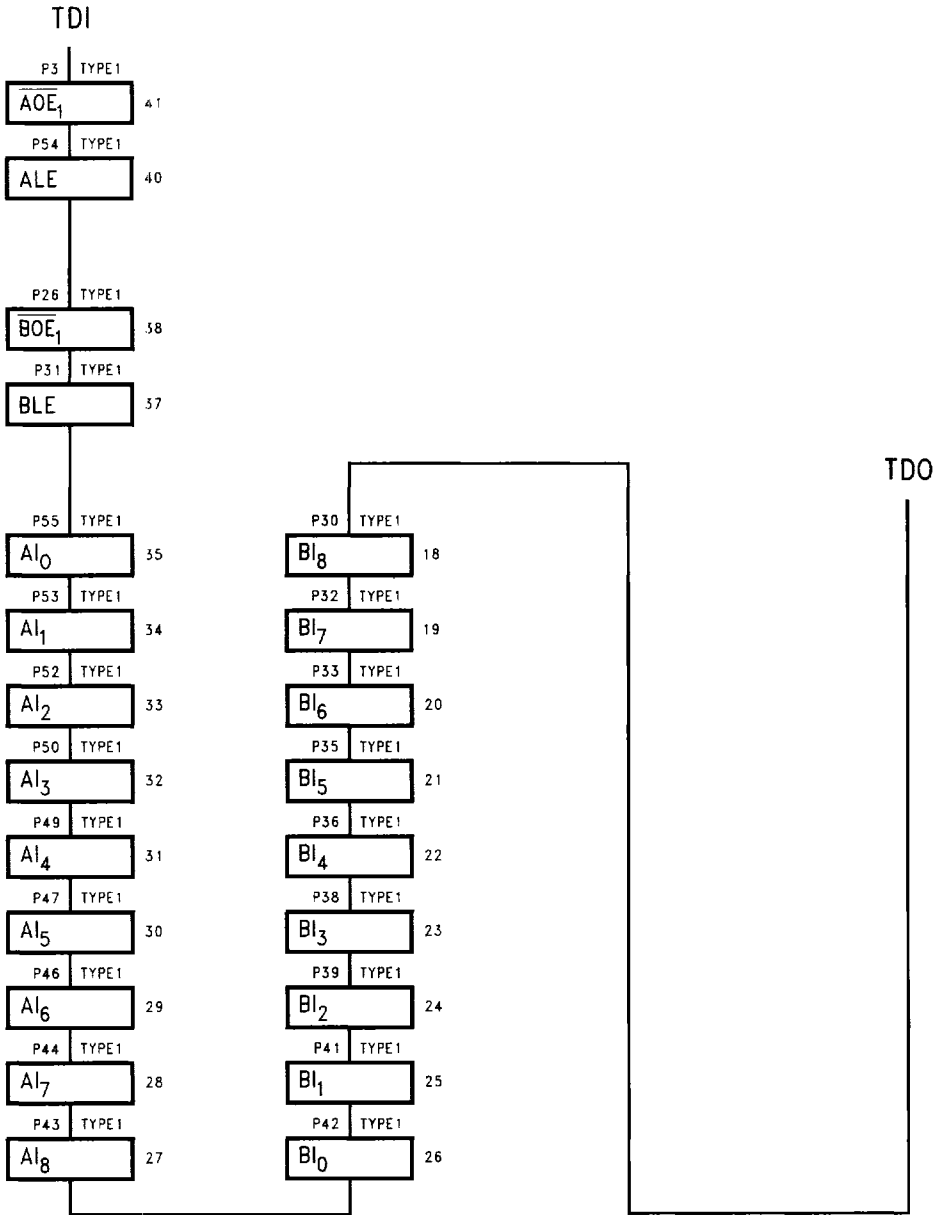 TDI
P3 TYPE1
AOE1 41
P54 TYPE1
ALE 40
P26 TYPE1
BOE1 38
P31 TYPE1
BLE 37
TDO
P55 TYPE1
AI0 35
P53 TYPE1
AI1 34
P52 TYPE1
AI2 33
P50 TYPE1
AI3 32
P49 TYPE1
AI4 31
P47 TYPE1
AI5 30
P46 TYPE1
AI6 29
P44 TYPE1
AI7 28
P43 TYPE1
AI8 27
P30 TYPE1
BI8 18
P32 TYPE1
BI7 19
P33 TYPE1
BI6 20
P35 TYPE1
BI5 21
P36 TYPE1
BI4 22
P38 TYPE1
BI3 23
P39 TYPE1
BI2 24
P41 TYPE1
BI1 25
P42 TYPE1
BI0 26